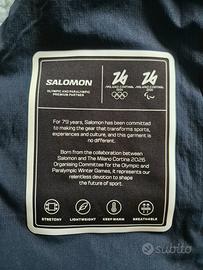 SALOMON
OLYMPIC AND PARALYMPIC
PREMIUM PARTNER
MILANO CORTINA
2026
MILANO CORTINA
2026
For 79 years, Salomon has been committed
to making the gear that transforms sports,
experiences and culture, and this garment is
no different.
Born from the collaboration between
Salomon and The Milano Cortina 2026
Organising Committee for the Olympic and
Paralympic Winter Games, it represents our
relentless devotion to shape
the future of sport.
STRETCHY
LIGHTWEIGHT
KEEP WARM
BREATHABLE
subito